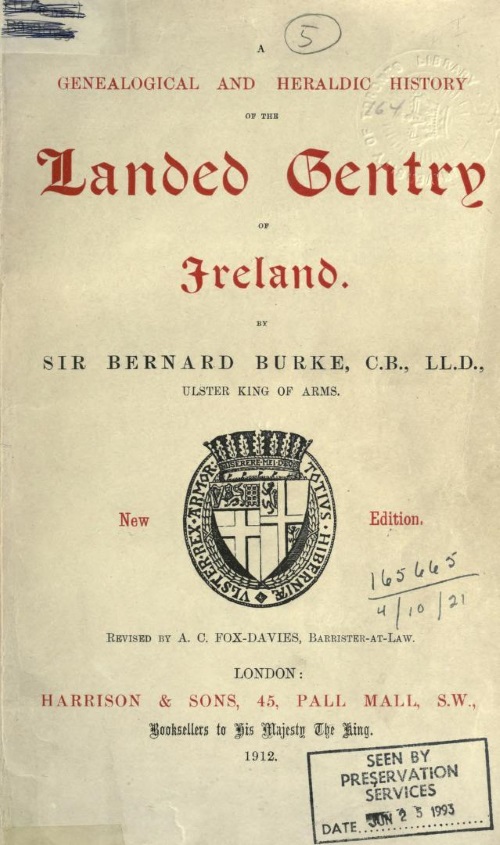 5
A
GENEALOGICAL AND HERALDIC HISTORY
OF THE
Landed Gentry
OF
Ireland.
BY
SIR BERNARD BURKE, C.B., LL.D.,
ULSTER KING OF ARMS.
VLSTER·REX·ARMOR· TOTIVS·HIBERNIÆ
New Edition.
165665
4/10/21
REVISED BY A. C. FOX-DAVIES, BARRISTER-AT-LAW.
LONDON:
HARRISON & SONS, 45, PALL MALL, S.W.,
Booksellers to His Majesty The King.
1912.
SEEN BY
PRESERVATION
SERVICES
JUN 25 1993
DATE